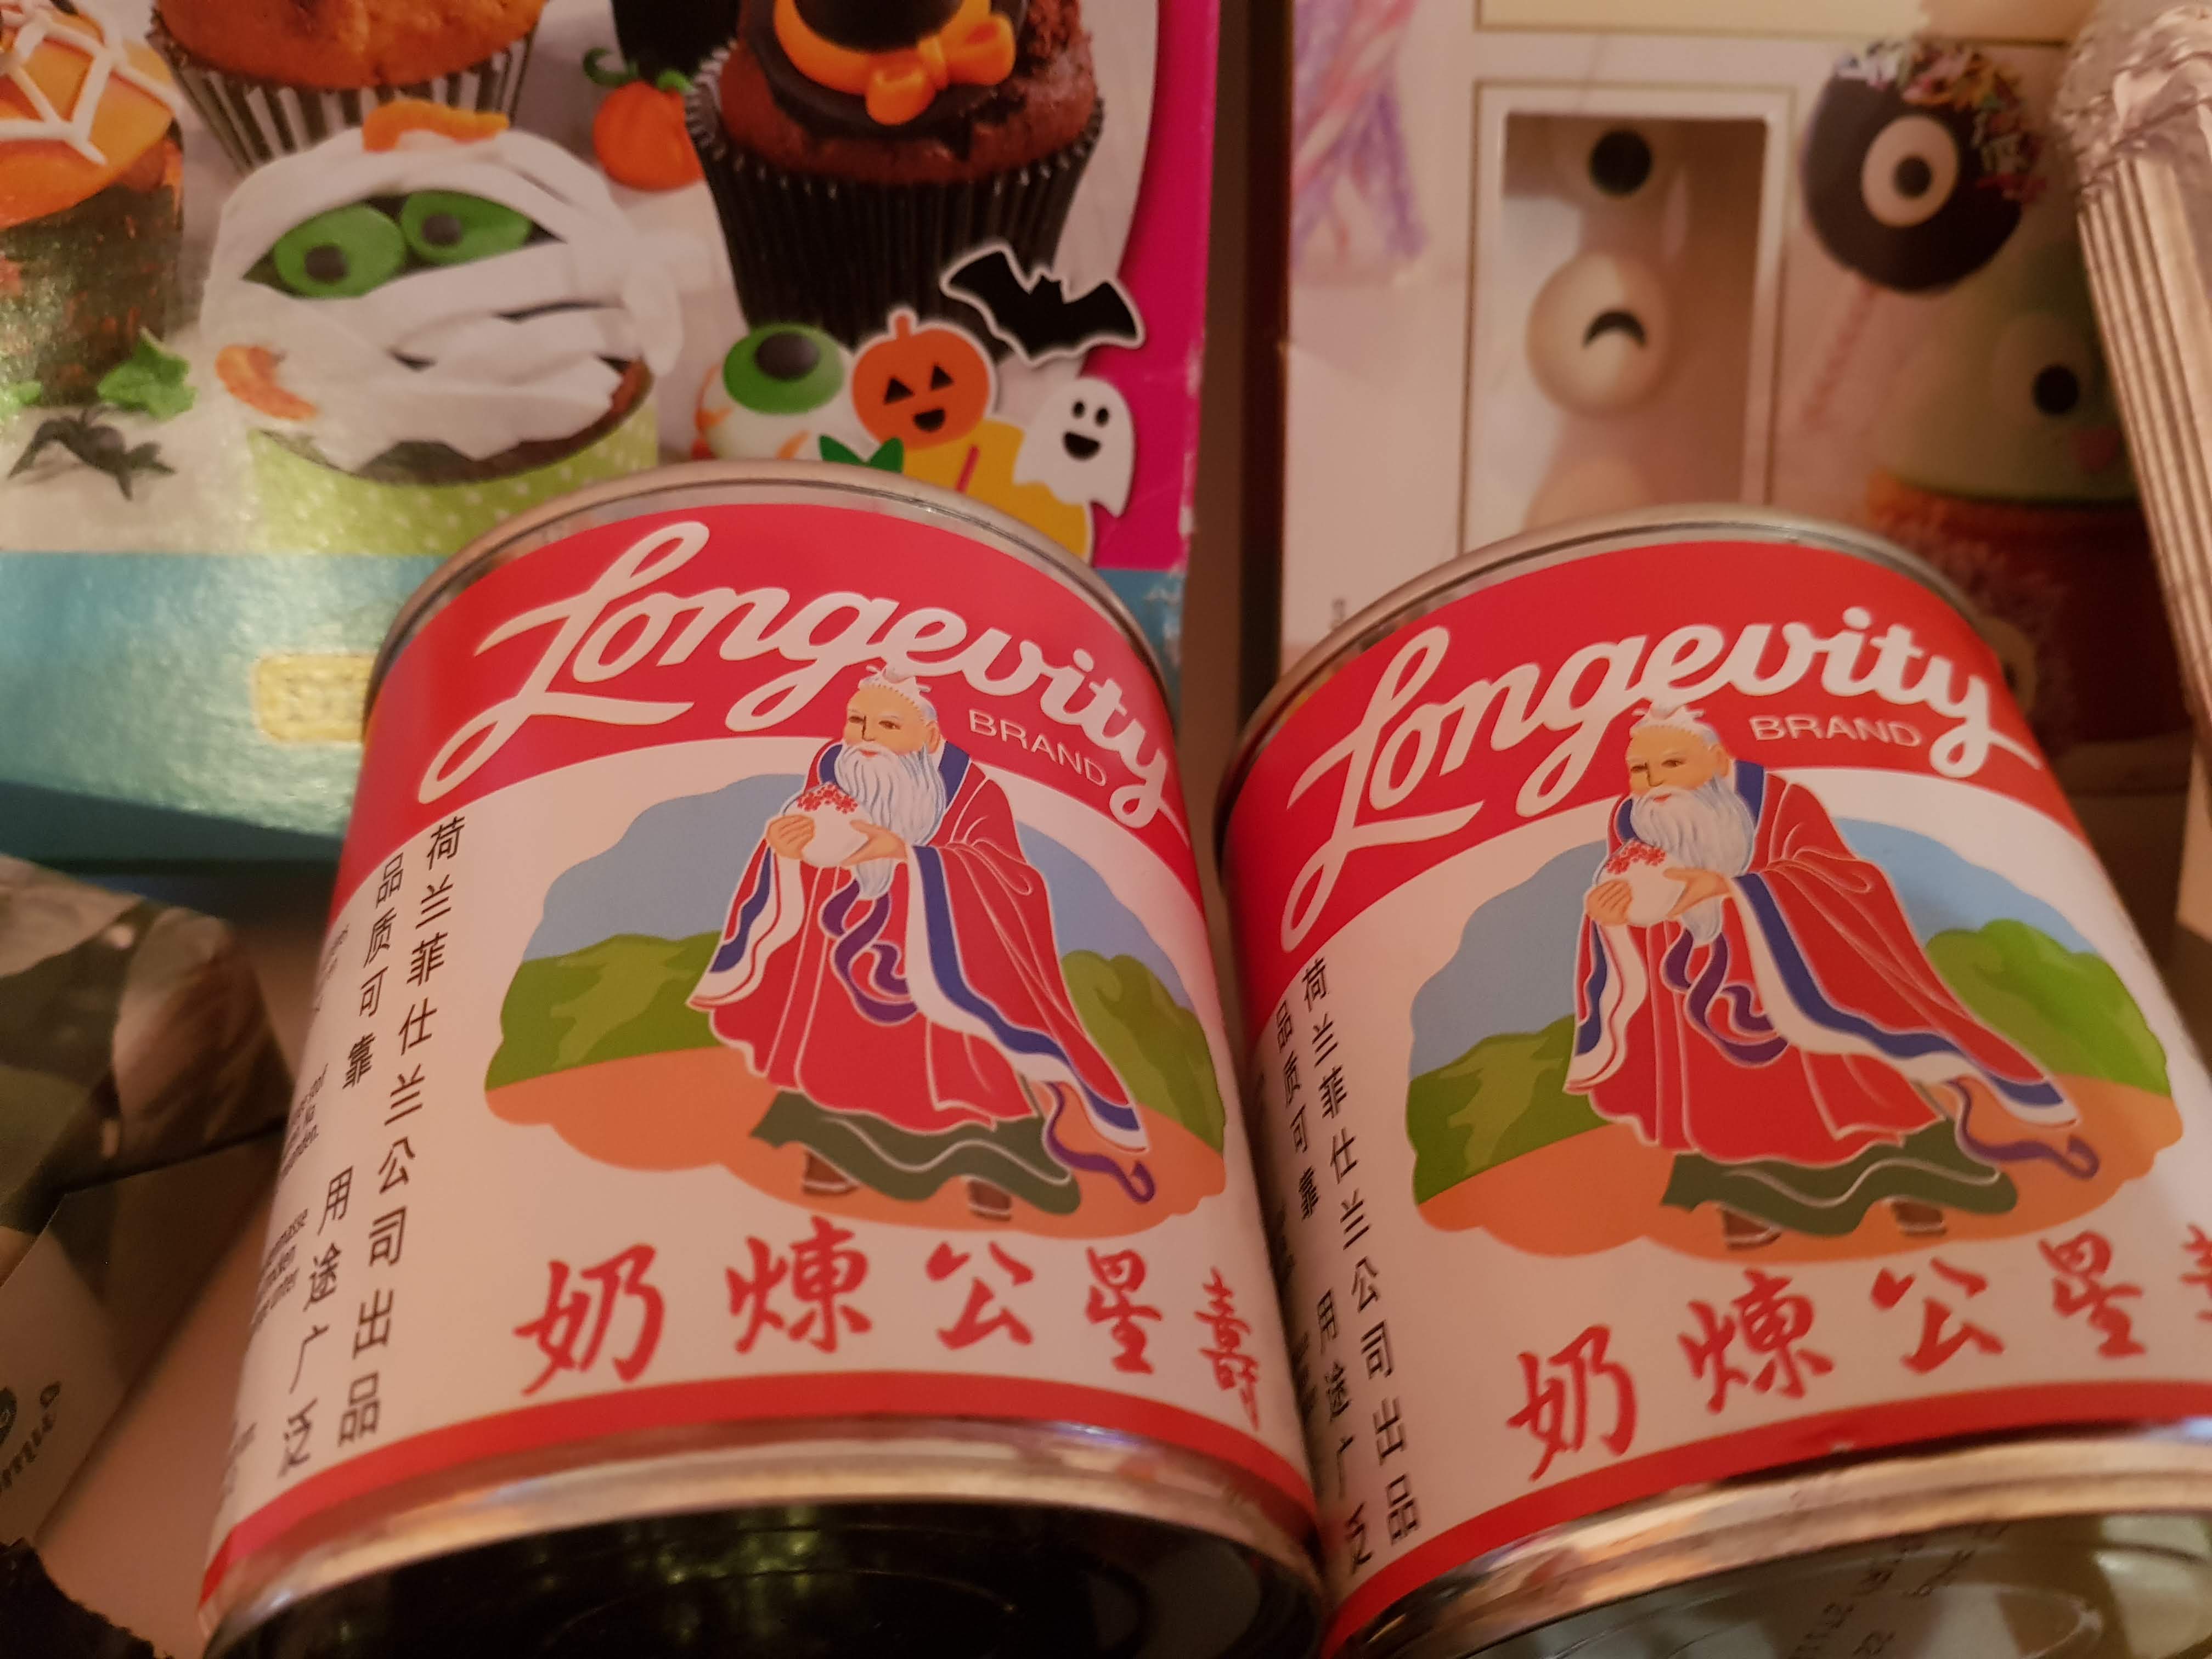 Longevity
BRAND
荷兰菲仕兰公司出品
品质可靠 用途广泛
奶煉公星壽
Longevity
BRAND
荷兰菲仕兰公司出品
品质可靠 用途广泛
奶煉公星